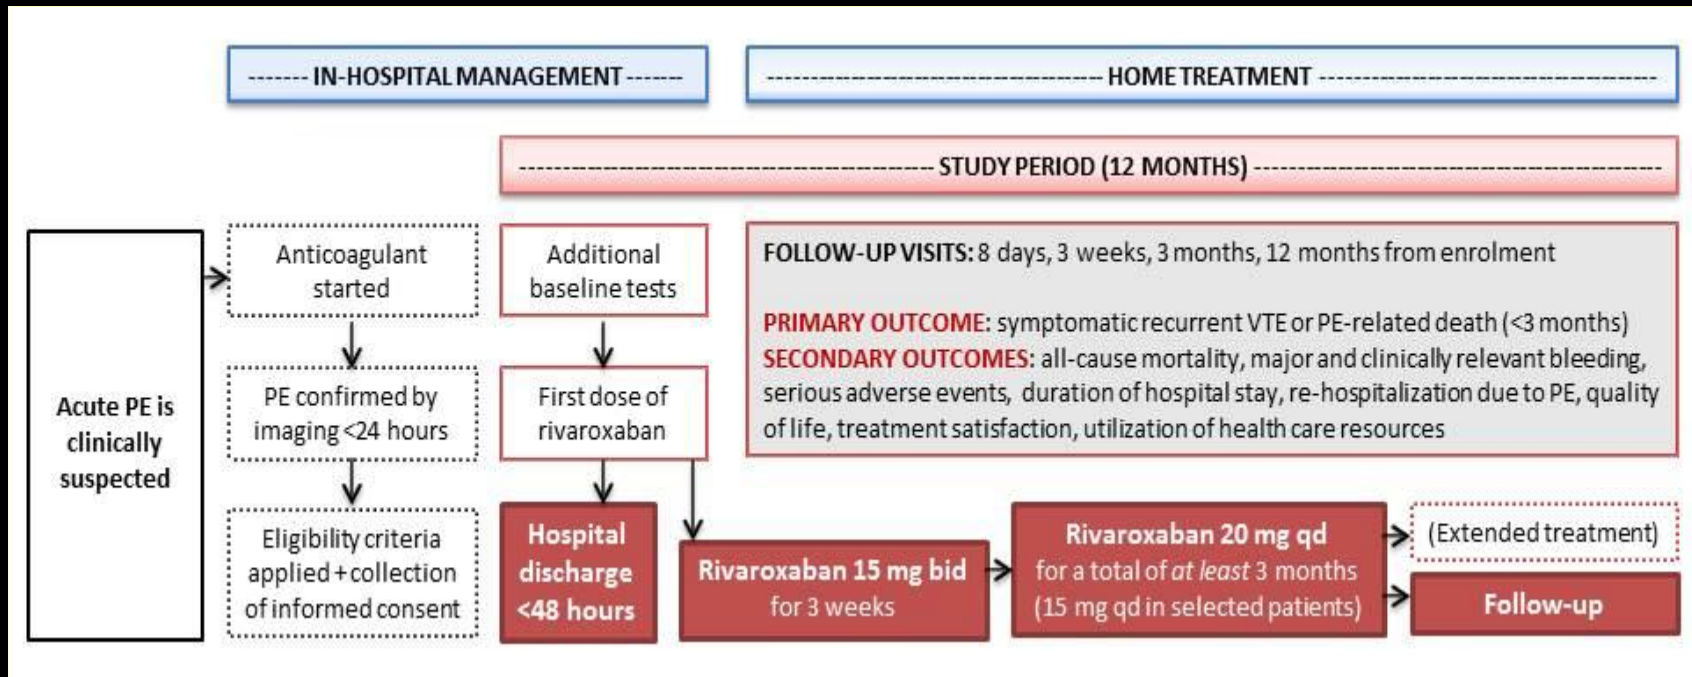 ------- IN-HOSPITAL MANAGEMENT -------
------- HOME TREATMENT -------
------- STUDY PERIOD (12 MONTHS) -------
Acute PE is
clinically
suspected
Anticoagulant
started
PE confirmed by
imaging <24 hours
Eligibility criteria
applied + collection
of informed consent
Additional
baseline tests
First dose of
rivaroxaban
Hospital
discharge
<48 hours
FOLLOW-UP VISITS: 8 days, 3 weeks, 3 months, 12 months from enrolment
PRIMARY OUTCOME: symptomatic recurrent VTE or PE-related death (<3 months)
SECONDARY OUTCOMES: all-cause mortality, major and clinically relevant bleeding,
serious adverse events, duration of hospital stay, re-hospitalization due to PE, quality
of life, treatment satisfaction, utilization of health care resources
Rivaroxaban 15 mg bid
for 3 weeks
Rivaroxaban 20 mg qd
for a total of at least 3 months
(15 mg qd in selected patients)
(Extended treatment)
Follow-up